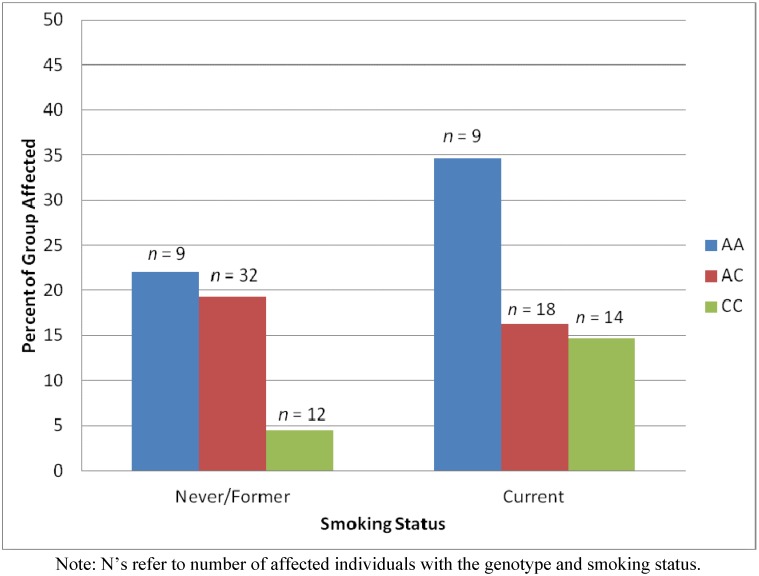 50
45
40
35
30
25
20
15
10
5
0
Percent of Group Affected
n = 9
n = 32
n = 12
n = 9
n = 18
n = 14
Never/Former
Current
Smoking Status
AA
AC
CC
Note: N's refer to number of affected individuals with the genotype and smoking status.